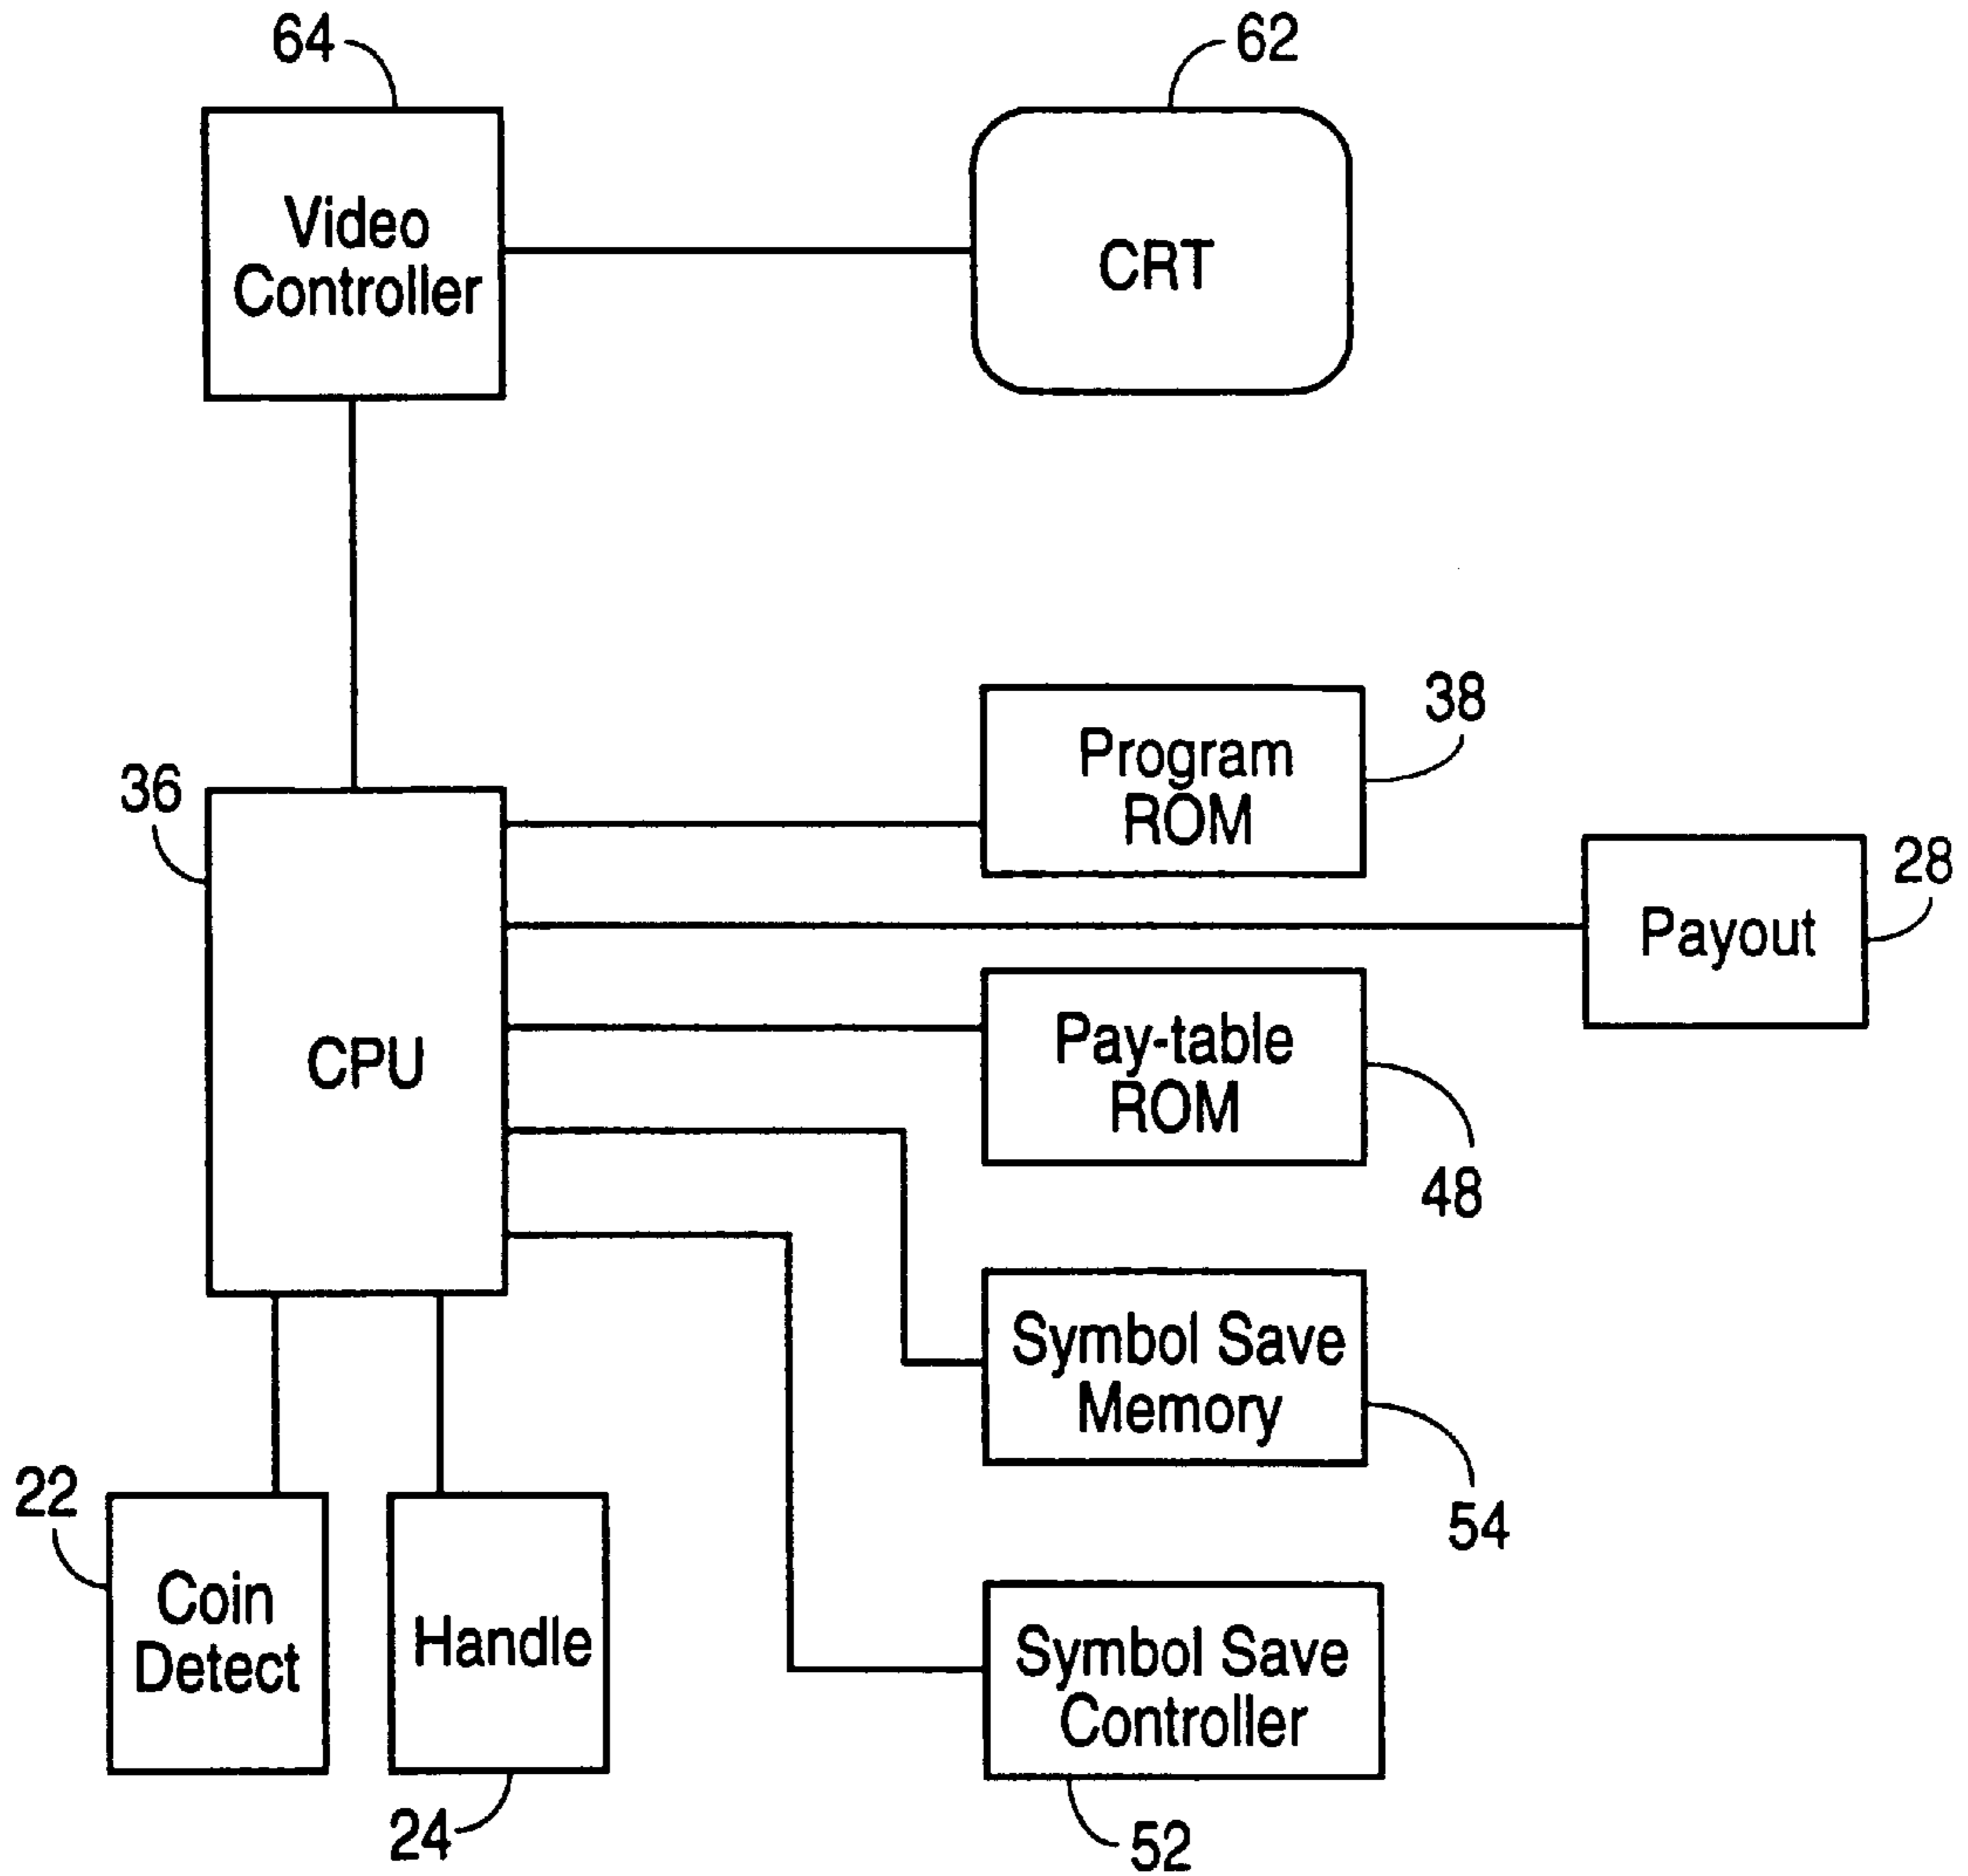 64
62
Video
Controller
CRT
38
Program
ROM
36
28
Payout
CPU
Pay-table
ROM
48
Symbol Save
Memory
54
22
Coin
Detect
Handle
Symbol Save
Controller
24
52